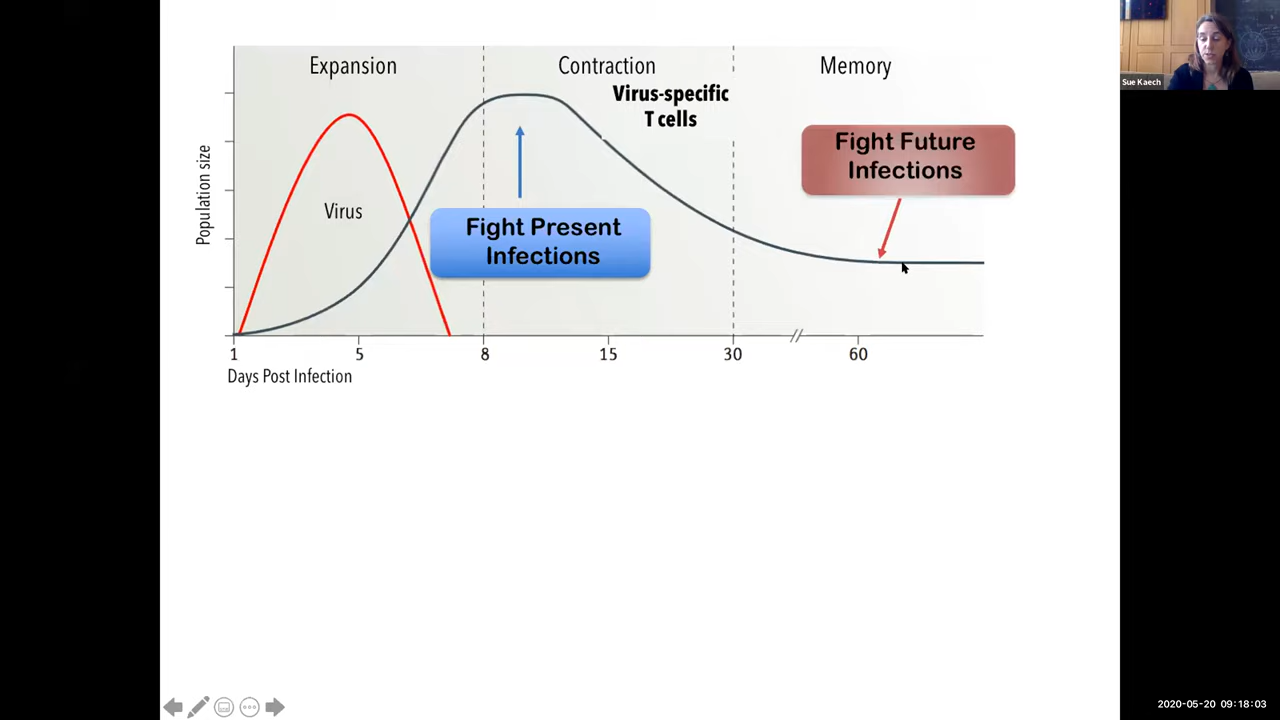 Expansion
Contraction
Memory
Virus-specific
T cells
Fight Future
Infections
Population size
Virus
Fight Present
Infections
1
5
8
15
30
60
Days Post Infection
Sue Kaech
2020-05-20 09:18:03